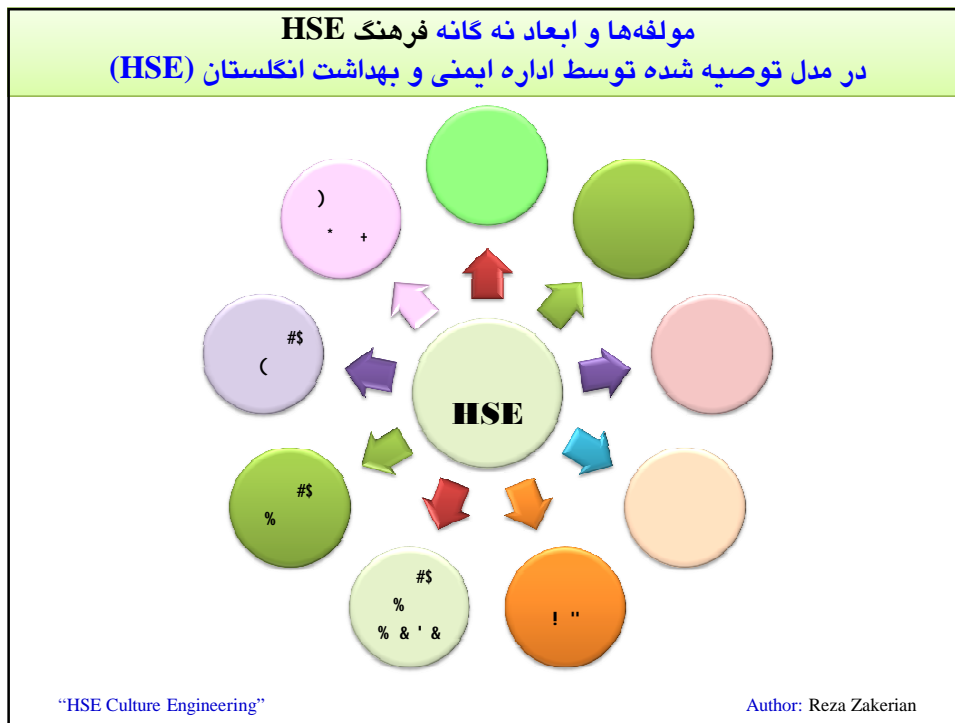 مولفه‌ها و ابعاد نه گانه فرهنگ HSE
در مدل توصیه شده توسط اداره ایمنی و بهداشت انگلستان (HSE)
)
* +
#$
(
HSE
#$
%
#$
%
% & ' &
! "
“HSE Culture Engineering”
Author: Reza Zakerian